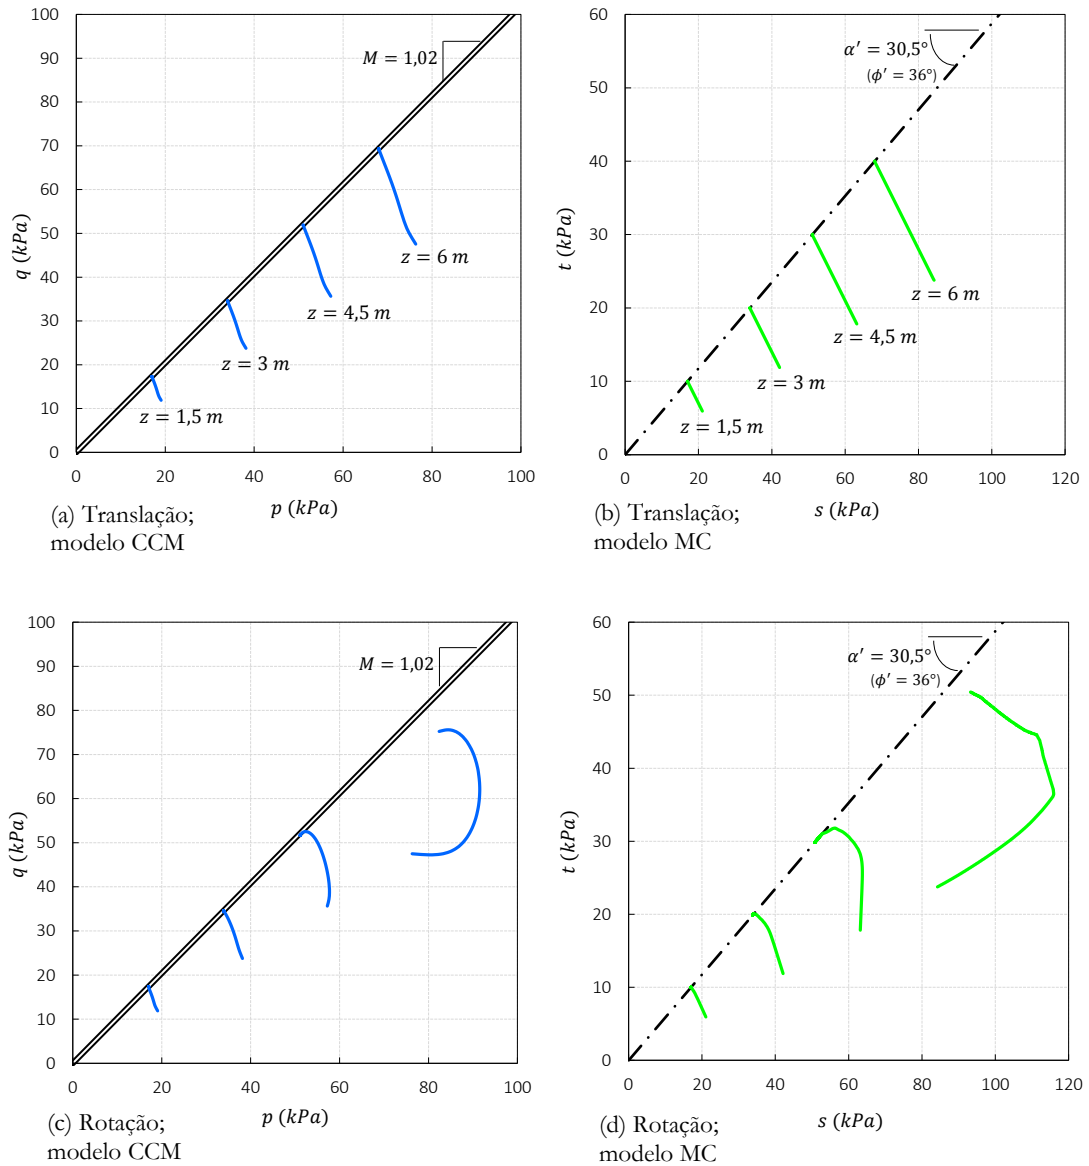 100
90
80
70
60
50
40
30
20
10
0
q (kPa)
M = 1,02
z = 6 m
z = 4,5 m
z = 3 m
z = 1,5 m
0 20 40 60 80 100
p (kPa)
(a) Translação;
modelo CCM
60
50
40
30
20
10
0
t (kPa)
α′ = 30,5°
(ϕ′ = 36°)
z = 6 m
z = 4,5 m
z = 3 m
z = 1,5 m
0 20 40 60 80 100 120
s (kPa)
(b) Translação;
modelo MC
100
90
80
70
60
50
40
30
20
10
0
q (kPa)
M = 1,02
0 20 40 60 80 100
p (kPa)
(c) Rotação;
modelo CCM
60
50
40
30
20
10
0
t (kPa)
α′ = 30,5°
(ϕ′ = 36°)
0 20 40 60 80 100 120
s (kPa)
(d) Rotação;
modelo MC